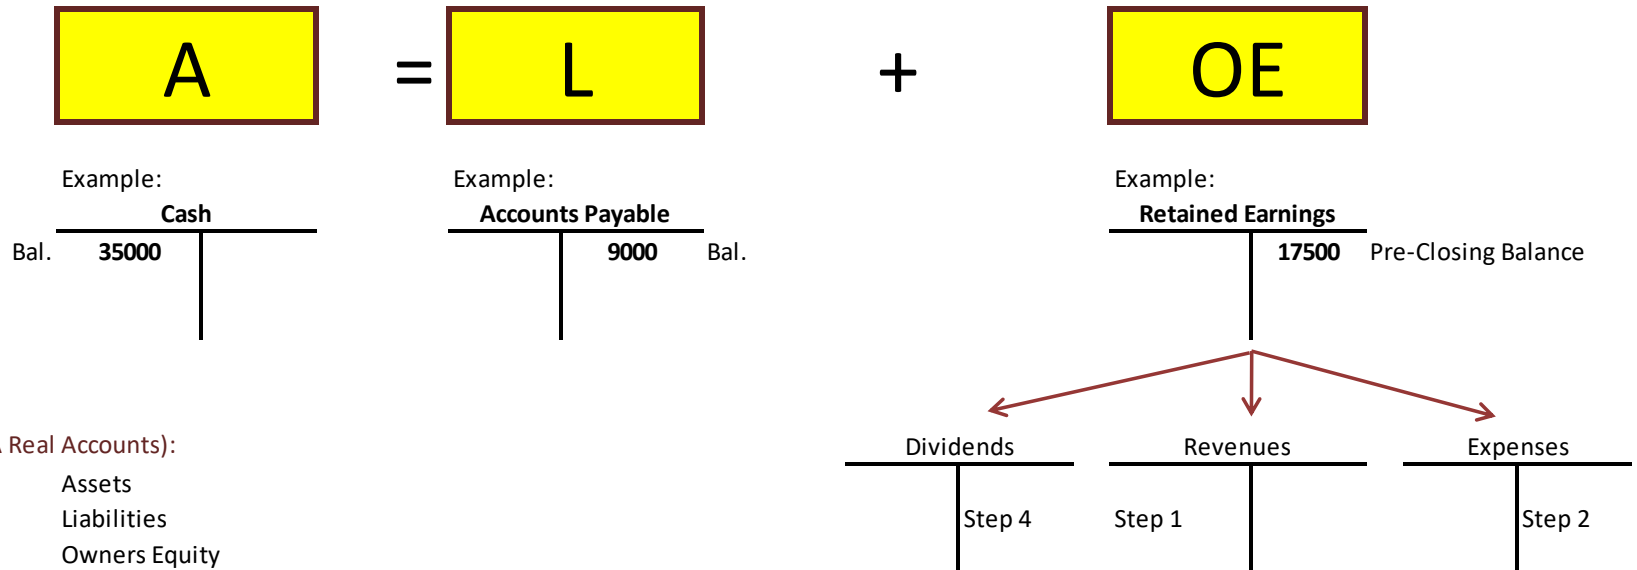 A = L + OE
Example: Example: Example:
Cash Accounts Payable Retained Earnings
Bal. 35000 9000 Bal. 17500 Pre-Closing Balance
Real Accounts): Dividends Revenues Expenses
Assets
Liabilities Step 4 Step 1 Step 2
Owners Equity